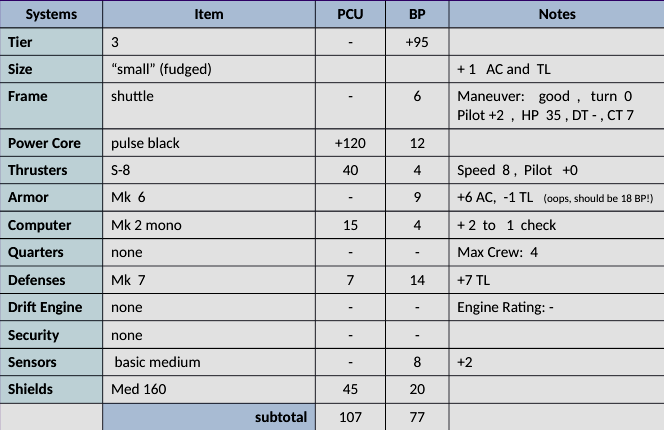 Systems Item PCU BP Notes
Tier 3 - +95
Size “small” (fudged) + 1 AC and TL
Frame shuttle - 6 Maneuver: good , turn 0
Pilot +2 , HP 35 , DT - , CT 7
Power Core pulse black +120 12
Thrusters S-8 40 4 Speed 8 , Pilot +0
Armor Mk 6 - 9 +6 AC, -1 TL (oops, should be 18 BP!)
Computer Mk 2 mono 15 4 + 2 to 1 check
Quarters none - - Max Crew: 4
Defenses Mk 7 7 14 +7 TL
Drift Engine none - - Engine Rating: -
Security none - -
Sensors basic medium - 8 +2
Shields Med 160 45 20
subtotal 107 77